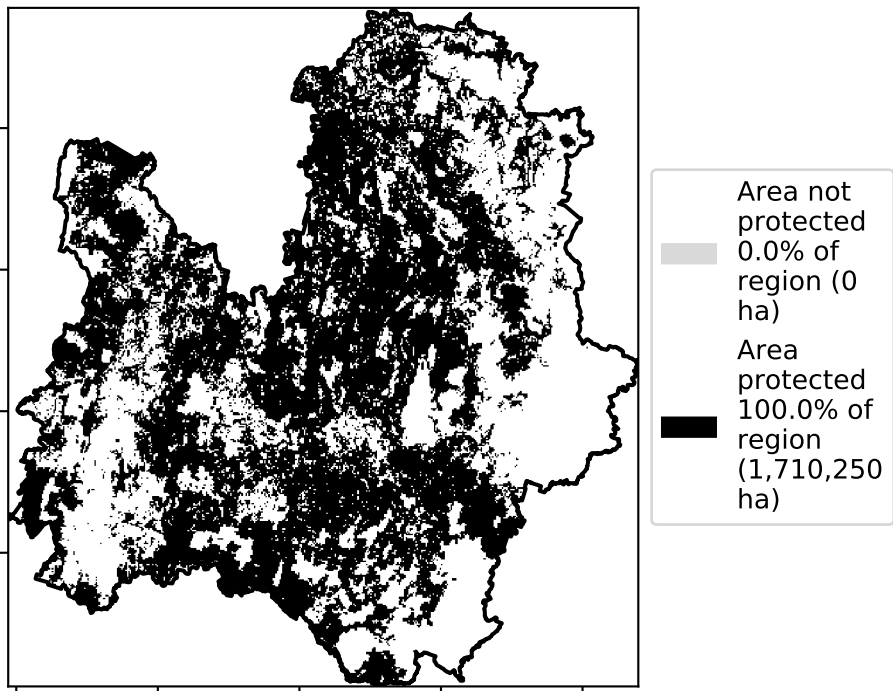 Area not
protected
0.0% of
region (0
ha)
Area
protected
100.0% of
region
(1,710,250
ha)